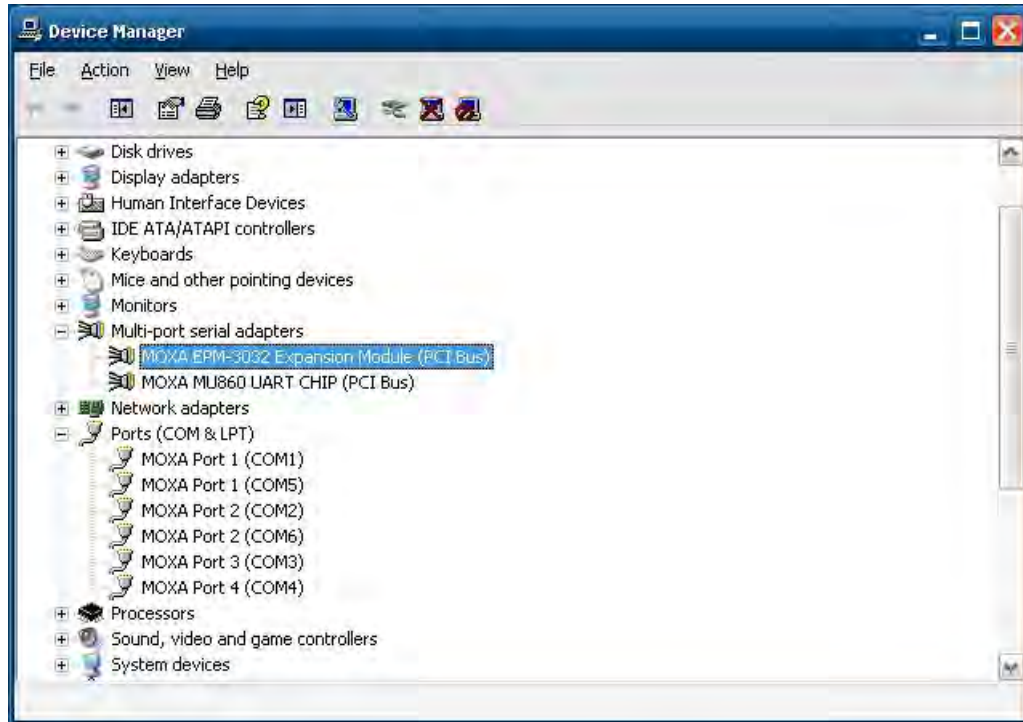 Device Manager
File Action View Help
Disk drives
Display adapters
Human Interface Devices
IDE ATA/ATAPI controllers
Keyboards
Mice and other pointing devices
Monitors
Multi-port serial adapters
MOXA EPM-3032 Expansion Module (PCI Bus)
MOXA MU860 UART CHIP (PCI Bus)
Network adapters
Ports (COM & LPT)
MOXA Port 1 (COM1)
MOXA Port 1 (COM5)
MOXA Port 2 (COM2)
MOXA Port 2 (COM6)
MOXA Port 3 (COM3)
MOXA Port 4 (COM4)
Processors
Sound, video and game controllers
System devices